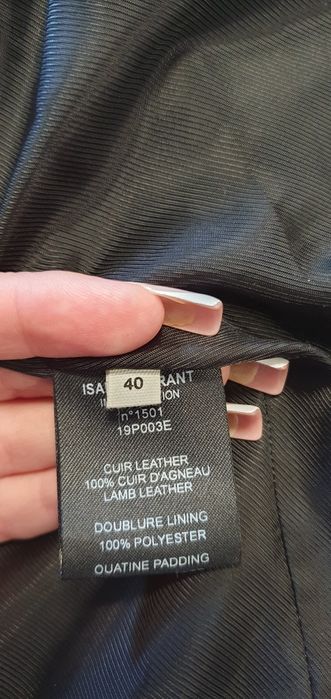 40
n°1501
19P003E
CUIR LEATHER
100% CUIR D'AGNEAU
LAMB LEATHER
DOUBLURE LINING
100% POLYESTER
OUATINE PADDING